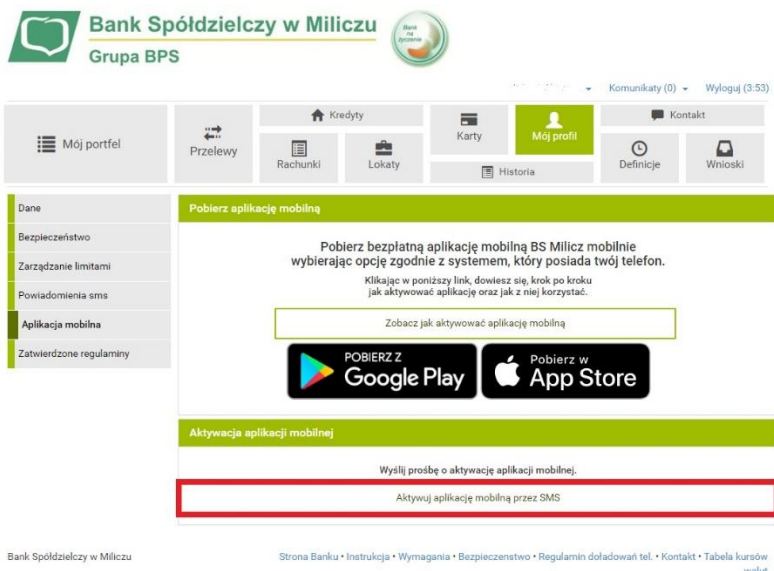 Bank Spółdzielczy w Miliczu
Grupa BPS
Bank na życzenie
Komunikaty (0)
Wyloguj (3:53)
Mój portfel
Przelewy
Kredyty
Rachunki
Lokaty
Karty
Mój profil
Historia
Kontakt
Definicje
Wnioski
Dane
Bezpieczeństwo
Zarządzanie limitami
Powiadomienia sms
Aplikacja mobilna
Zatwierdzone regulaminy
Pobierz aplikację mobilną
Pobierz bezpłatną aplikację mobilną BS Milicz mobilnie
wybierając opcję zgodnie z systemem, który posiada twój telefon.
Klikając w poniższy link, dowiesz się, krok po kroku
jak aktywować aplikację oraz jak z niej korzystać.
Zobacz jak aktywować aplikację mobilną
POBIERZ Z
Google Play
Pobierz w
App Store
Aktywacja aplikacji mobilnej
Wyślij prośbę o aktywację aplikacji mobilnej.
Aktywuj aplikację mobilną przez SMS
Bank Spółdzielczy w Miliczu
Strona Banku • Instrukcja • Wymagania • Bezpieczenstwo • Regulamin doładowań tel. • Kontakt • Tabela kursów
walut